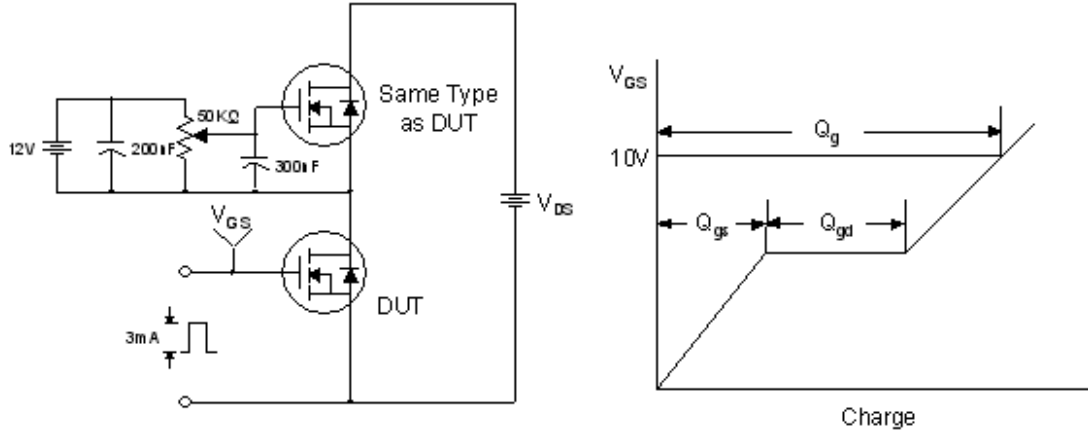 12V
200nF
50KΩ
300nF
Same Type
as DUT
VGS
DUT
3mA
VDS
VGS
10V
Qg
Qgs
Qgd
Charge